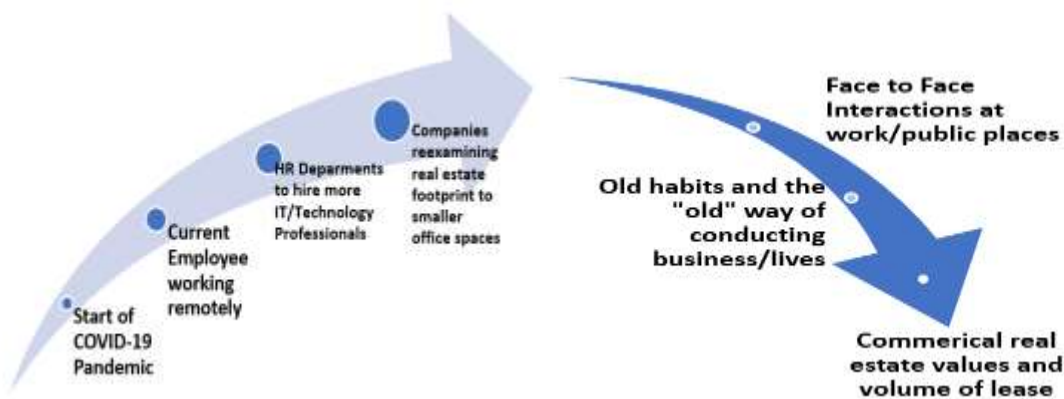 Start of
COVID-19
Pandemic
Current
Employee
working
remotely
HR Deparments
to hire more
IT/Technology
Professionals
Companies
reexamining
real estate
footprint to
smaller
office spaces
Face to Face
Interactions at
work/public places
Old habits and the
"old" way of
conducting
business/lives
Commerical real
estate values and
volume of lease